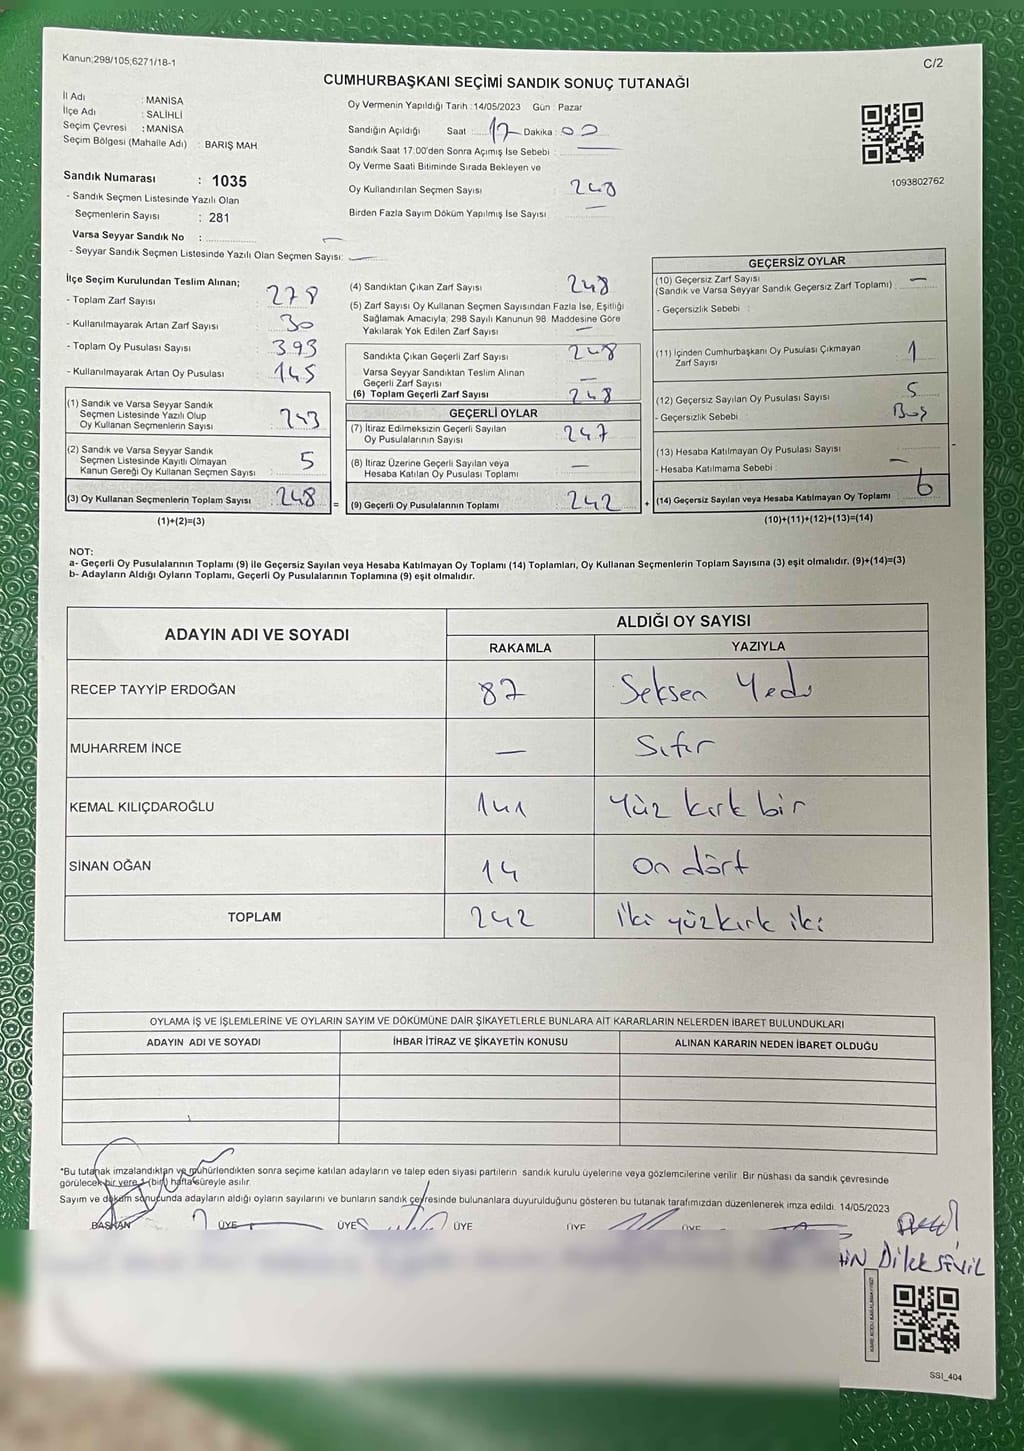 Kanun;298/105,6271/18-1
C/2
CUMHURBAŞKANI SEÇİMİ SANDIK SONUÇ TUTANAĞI
İl Adı : MANİSA
İlçe Adı : SALİHLİ
Seçim Çevresi : MANİSA
Seçim Bölgesi (Mahalle Adı) : BARIŞ MAH
Sandık Numarası : 1035
- Sandık Seçmen Listesinde Yazılı Olan
Seçmenlerin Sayısı : 281
Varsa Seyyar Sandık No : –
- Seyyar Sandık Seçmen Listesinde Yazılı Olan Seçmen Sayısı: —
Oy Vermenin Yapıldığı Tarih :14/05/2023 Gün : Pazar
Sandığın Açıldığı Saat : 17 Dakika : 00
Sandık Saat 17.00'den Sonra Açımış İse Sebebi : —
Oy Verme Saati Bitiminde Sırada Bekleyen ve
Oy Kullandırılan Seçmen Sayısı 248
Birden Fazla Sayım Döküm Yapılmış İse Sayısı —
1093802762
İlçe Seçim Kurulundan Teslim Alınan;
- Toplam Zarf Sayısı 278
- Kullanılmayarak Artan Zarf Sayısı 30
- Toplam Oy Pusulası Sayısı 393
- Kullanılmayarak Artan Oy Pusulası 145
(1) Sandık ve Varsa Seyyar Sandık
Seçmen Listesinde Yazılı Olup
Oy Kullanan Seçmenlerin Sayısı 243
(2) Sandık ve Varsa Seyyar Sandık
Seçmen Listesinde Kayıtlı Olmayan
Kanun Gereği Oy Kullanan Seçmen Sayısı 5
(3) Oy Kullanan Seçmenlerin Toplam Sayısı 248 =
(1)+(2)=(3)
(4) Sandıktan Çıkan Zarf Sayısı 248
(5) Zarf Sayısı Oy Kullanan Seçmen Sayısından Fazla İse, Eşitliği
Sağlamak Amacıyla; 298 Sayılı Kanunun 98. Maddesine Göre
Yakılarak Yok Edilen Zarf Sayısı —
Sandıkta Çıkan Geçerli Zarf Sayısı 248
Varsa Seyyar Sandıktan Teslim Alınan
Geçerli Zarf Sayısı —
(6) Toplam Geçerli Zarf Sayısı 248
GEÇERLİ OYLAR
(7) İtiraz Edilmeksizin Geçerli Sayılan
Oy Pusulalarının Sayısı 247
(8) İtiraz Üzerine Geçerli Sayılan veya
Hesaba Katılan Oy Pusulası Toplamı —
(9) Geçerli Oy Pusulalarının Toplamı 242 +
GEÇERSİZ OYLAR
(10) Geçersiz Zarf Sayısı
(Sandık ve Varsa Seyyar Sandık Geçersiz Zarf Toplamı) : —
- Geçersizlik Sebebi :
(11) İçinden Cumhurbaşkanı Oy Pusulası Çıkmayan
Zarf Sayısı 1
(12) Geçersiz Sayılan Oy Pusulası Sayısı 5
- Geçersizlik Sebebi : Boş
(13) Hesaba Katılmayan Oy Pusulası Sayısı
- Hesaba Katılmama Sebebi : —
(14) Geçersiz Sayılan veya Hesaba Katılmayan Oy Toplamı 6
(10)+(11)+(12)+(13)=(14)
NOT:
a- Geçerli Oy Pusulalarının Toplamı (9) ile Geçersiz Sayılan veya Hesaba Katılmayan Oy Toplamı (14) Toplamları, Oy Kullanan Seçmenlerin Toplam Sayısına (3) eşit olmalıdır. (9)+(14)=(3)
b- Adayların Aldığı Oyların Toplamı, Geçerli Oy Pusulalarının Toplamına (9) eşit olmalıdır.
ADAYIN ADI VE SOYADI
ALDIĞI OY SAYISI
RAKAMLA YAZIYLA
RECEP TAYYİP ERDOĞAN 87 Seksen Yedi
MUHARREM İNCE — Sıfır
KEMAL KILIÇDAROĞLU 141 Yüz kırk bir
SİNAN OĞAN 14 On dört
TOPLAM 242 İki yüzkırk iki
OYLAMA İŞ VE İŞLEMLERİNE VE OYLARIN SAYIM VE DÖKÜMÜNE DAİR ŞİKAYETLERLE BUNLARA AİT KARARLARIN NELERDEN İBARET BULUNDUKLARI
ADAYIN ADI VE SOYADI İHBAR İTİRAZ VE ŞİKAYETİN KONUSU ALINAN KARARIN NEDEN İBARET OLDUĞU
*Bu tutanak imzalandıktan ve mühürlendikten sonra seçime katılan adayların ve talep eden siyasi partilerin sandık kurulu üyelerine veya gözlemcilerine verilir. Bir nüshası da sandık çevresinde
görülecek bir yere 1 (bir) hafta süreyle asılır.
Sayım ve döküm sonucunda adayların aldığı oyların sayılarını ve bunların sandık çevresinde bulunanlara duyurulduğunu gösteren bu tutanak tarafımızdan düzenlenerek imza edildi. 14/05/2023
BAŞKAN ÜYE ÜYE ÜYE ÜYE ÜYE
Dilek SEVİL
SSI_404